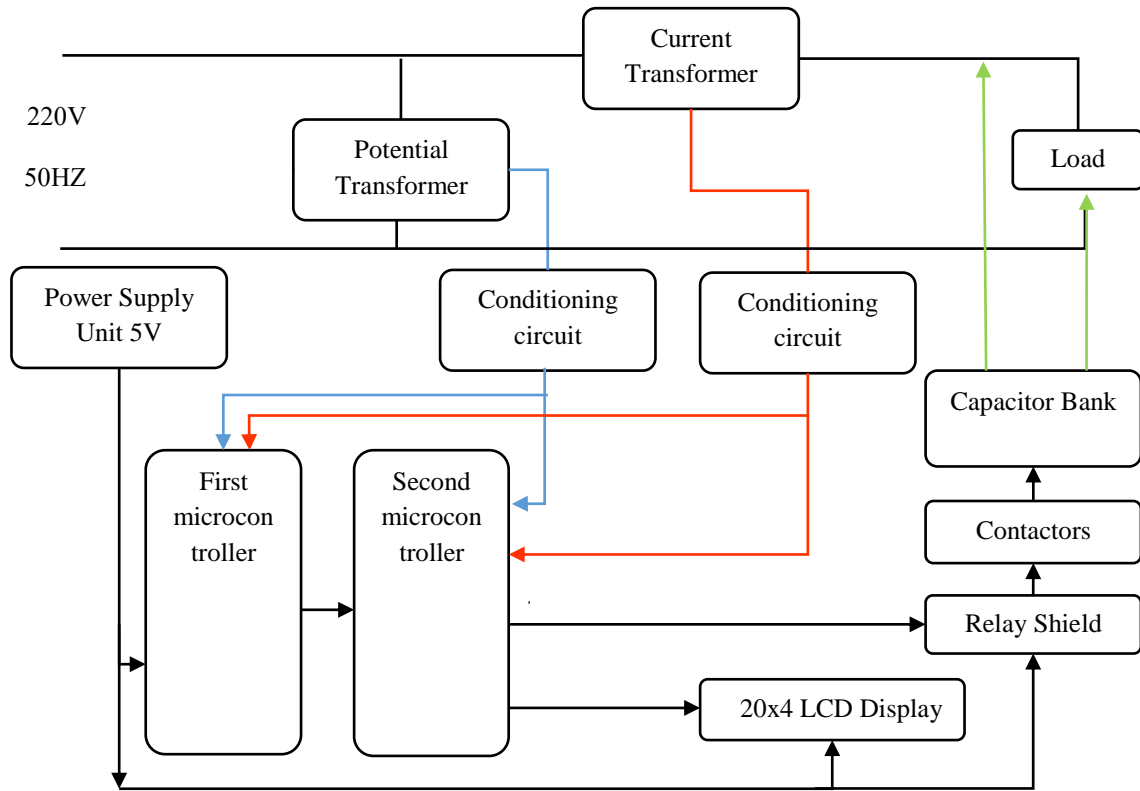 Current
Transformer
220V
Potential
Transformer
Load
50HZ
Power Supply
Unit 5V
Conditioning
circuit
Conditioning
circuit
Capacitor Bank
First
microcon
troller
Second
microcon
troller
Contactors
Relay Shield
20x4 LCD Display